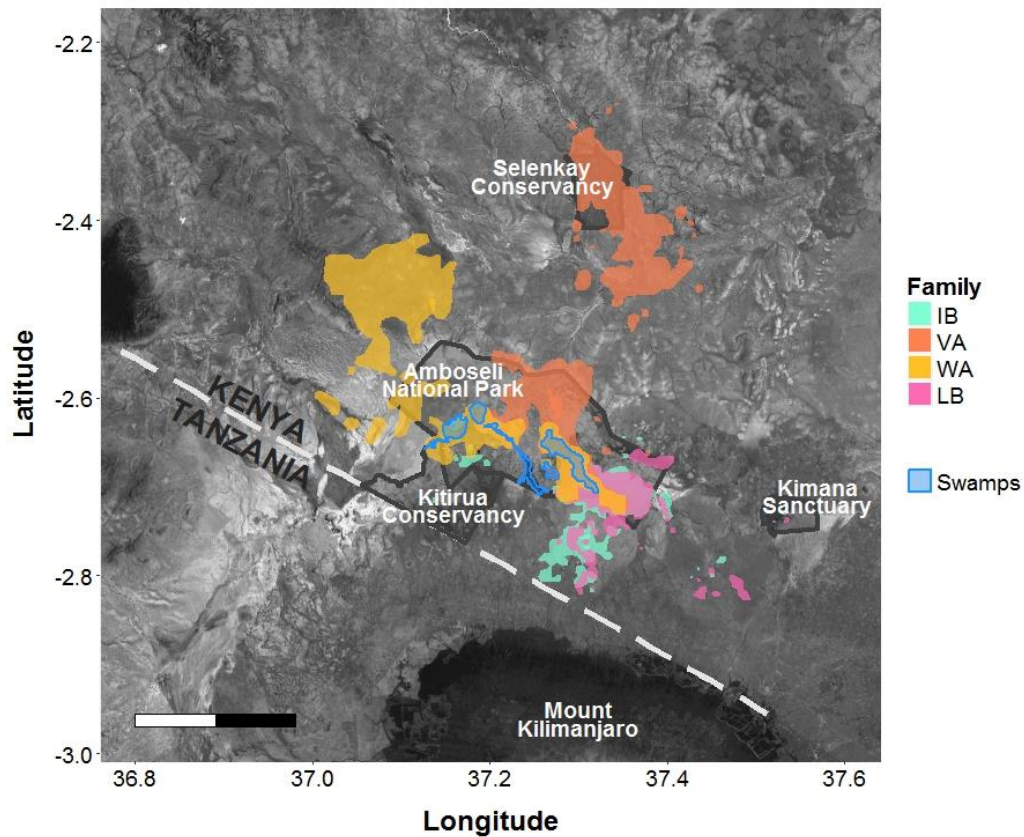 -2.2
-2.4
-2.6
-2.8
-3.0
Latitude
36.8
37.0
37.2
37.4
37.6
Longitude
Selenkay
Conservancy
Amboseli
National Park
KENYA
TANZANIA
Kitirua
Conservancy
Kimana
Sanctuary
Mount
Kilimanjaro
Family
IB
VA
WA
LB
Swamps